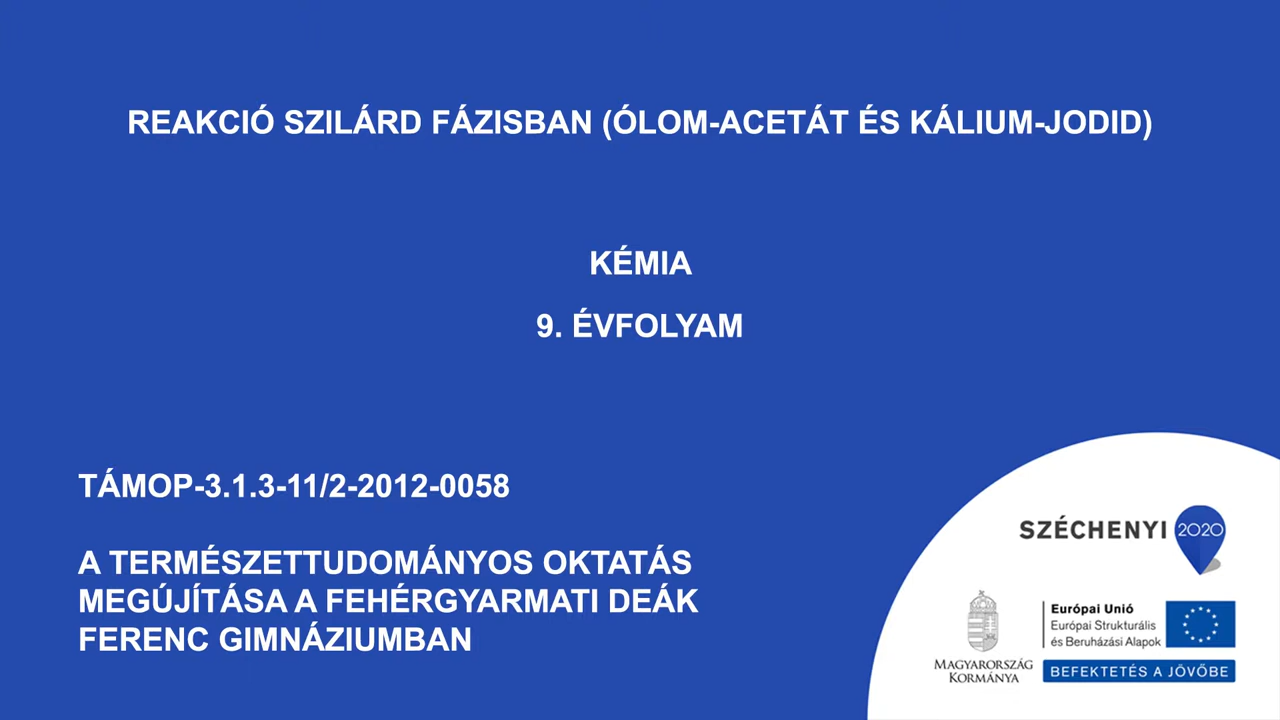 REAKCIÓ SZILÁRD FÁZISBAN (ÓLOM-ACETÁT ÉS KÁLIUM-JODID)
KÉMIA
9. ÉVFOLYAM
TÁMOP-3.1.3-11/2-2012-0058
A TERMÉSZETTUDOMÁNYOS OKTATÁS
MEGÚJÍTÁSA A FEHÉRGYARMATI DEÁK
FERENC GIMNÁZIUMBAN
SZÉCHENYI 2020
MAGYARORSZÁG
KORMÁNYA
Európai Unió
Európai Strukturális
és Beruházási Alapok
BEFEKTETÉS A JÖVŐBE